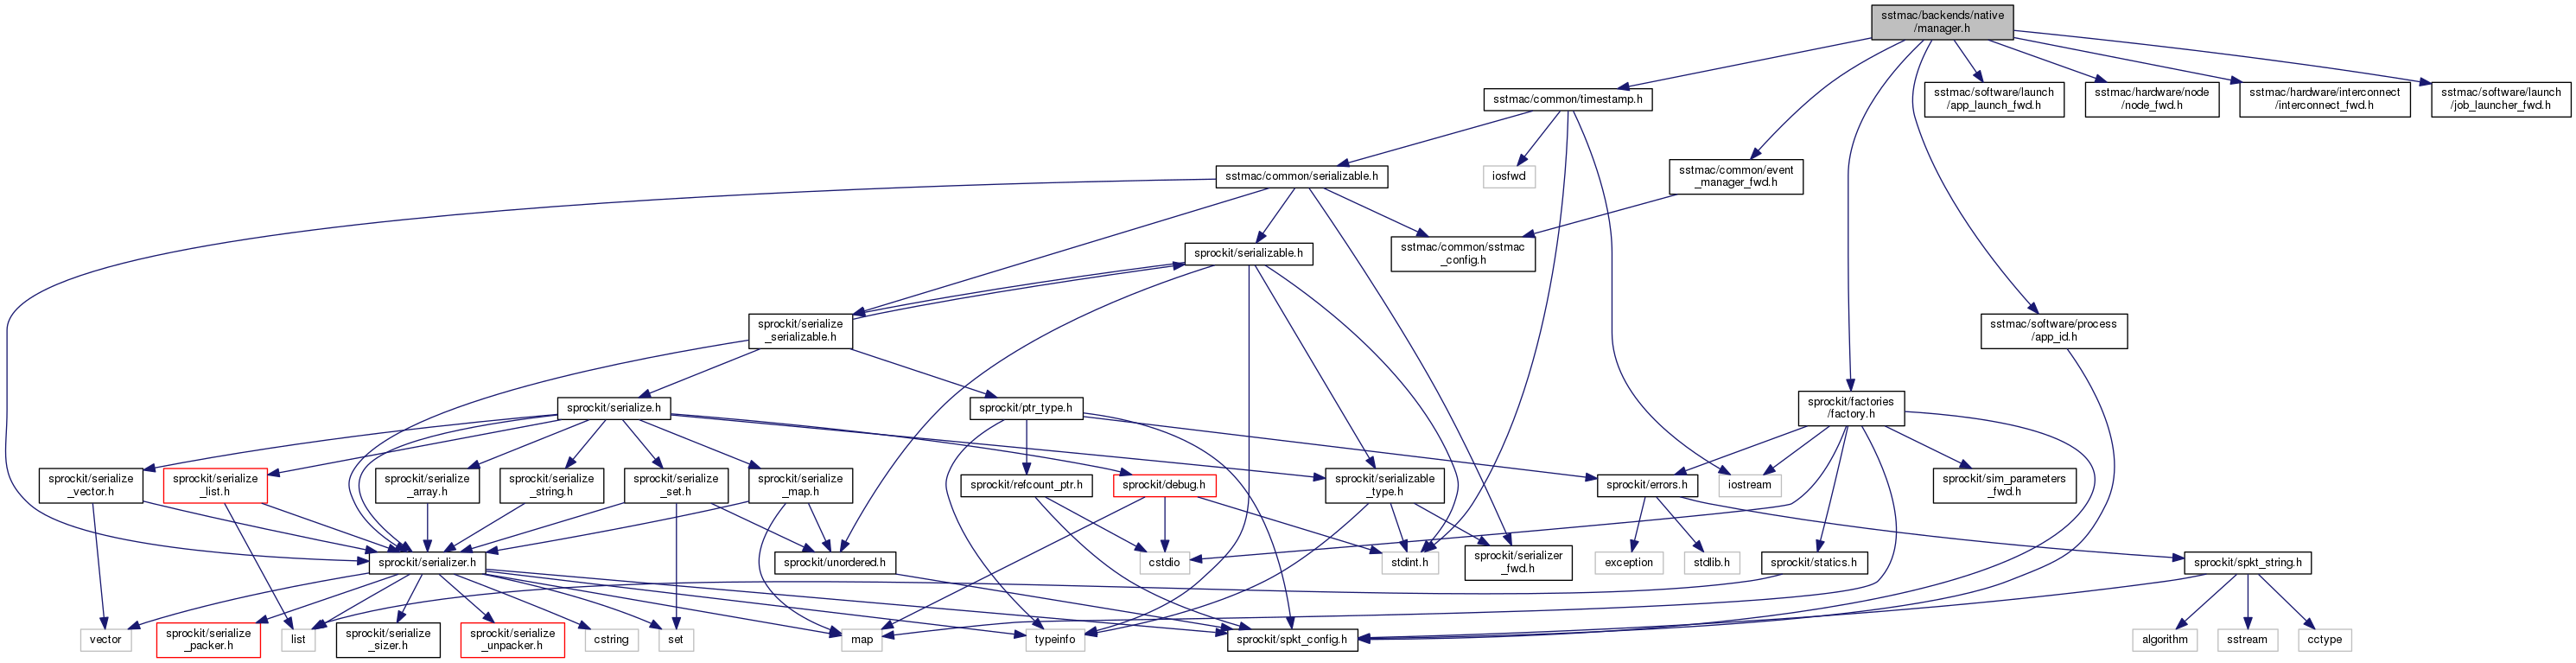 sstmac/backends/native
/manager.h
sstmac/common/timestamp.h
sstmac/software/launch
/app_launch_fwd.h
sstmac/hardware/node
/node_fwd.h
sstmac/hardware/interconnect
/interconnect_fwd.h
sstmac/software/launch
/job_launcher_fwd.h
sstmac/common/serializable.h
iosfwd
sstmac/common/event
_manager_fwd.h
sprockit/serializable.h
sstmac/common/sstmac
_config.h
sprockit/serialize
_serializable.h
sstmac/software/process
/app_id.h
sprockit/serialize.h
sprockit/ptr_type.h
sprockit/factories
/factory.h
sprockit/serialize
_vector.h
sprockit/serialize
_list.h
sprockit/serialize
_array.h
sprockit/serialize
_string.h
sprockit/serialize
_set.h
sprockit/serialize
_map.h
sprockit/refcount_ptr.h
sprockit/debug.h
sprockit/serializable
_type.h
sprockit/errors.h
iostream
sprockit/sim_parameters
_fwd.h
sprockit/serializer.h
sprockit/unordered.h
cstdio
stdint.h
sprockit/serializer
_fwd.h
exception
stdlib.h
sprockit/statics.h
sprockit/spkt_string.h
vector
sprockit/serialize
_packer.h
list
sprockit/serialize
_sizer.h
sprockit/serialize
_unpacker.h
cstring
set
map
typeinfo
sprockit/spkt_config.h
algorithm
sstream
cctype